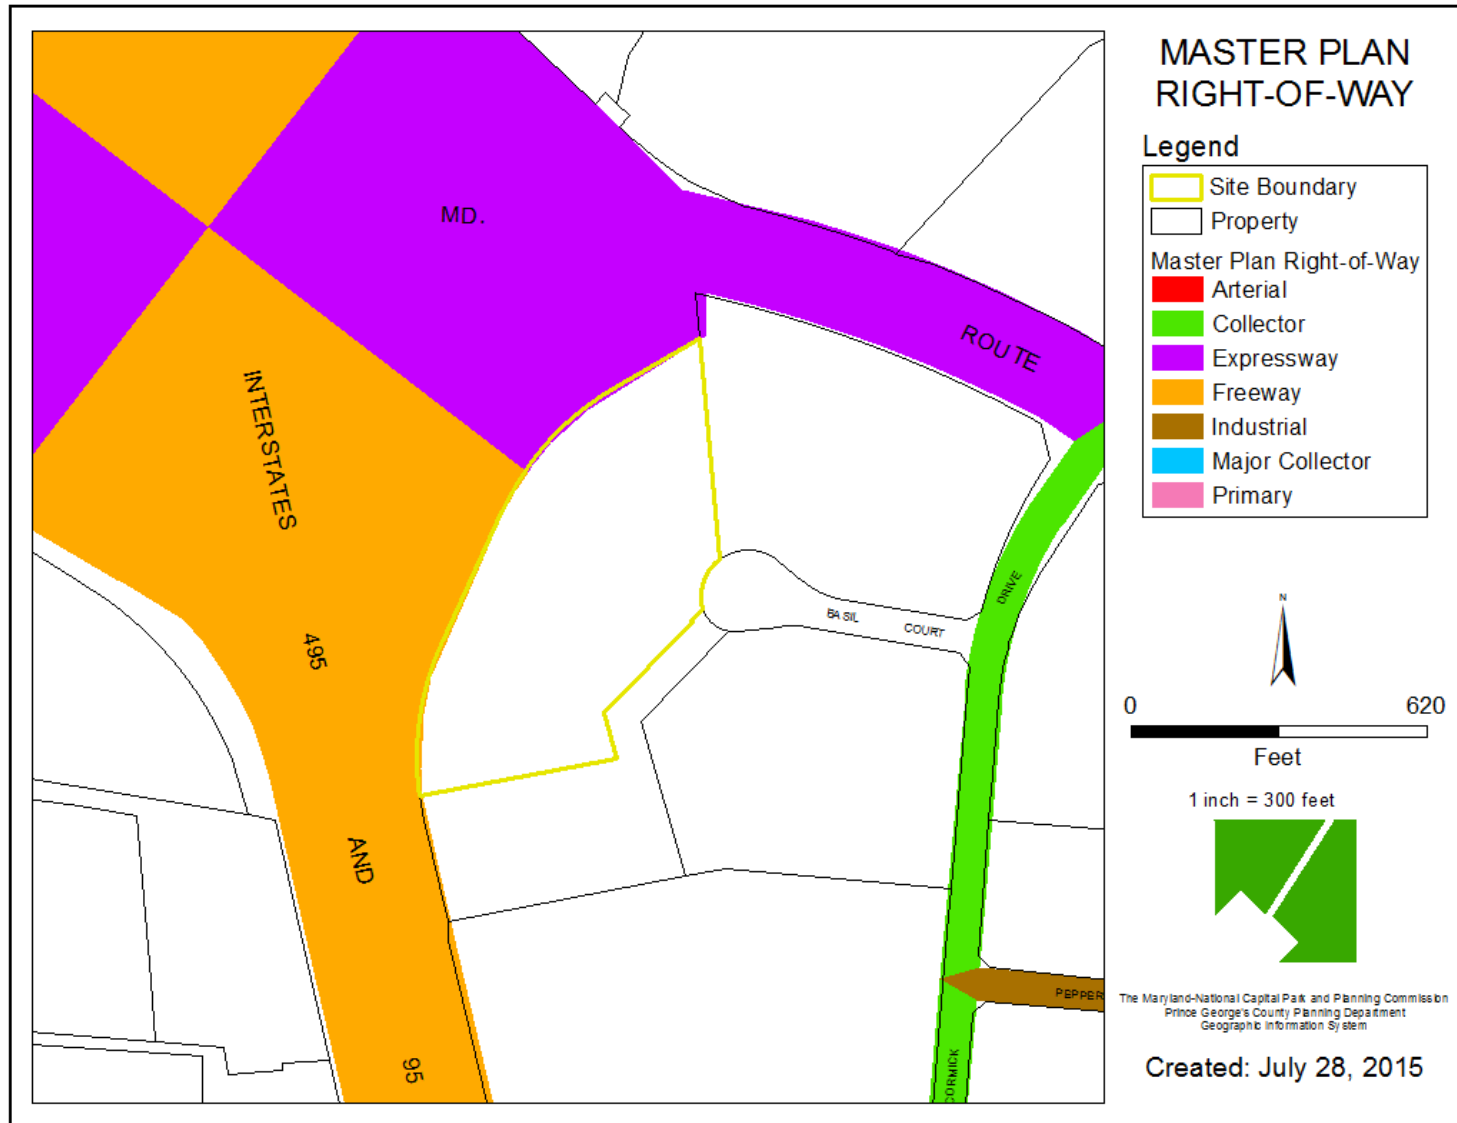 MASTER PLAN
RIGHT-OF-WAY
Legend
Site Boundary
Property
Master Plan Right-of-Way
Arterial
Collector
Expressway
Freeway
Industrial
Major Collector
Primary
N
0 620
Feet
1 inch = 300 feet
The Maryland-National Capital Park and Planning Commission
Prince George's County Planning Department
Geographic Information System
Created: July 28, 2015
MD.
ROUTE
INTERSTATES
495
AND
95
BASIL COURT
DRIVE
CORMICK
PEPPER